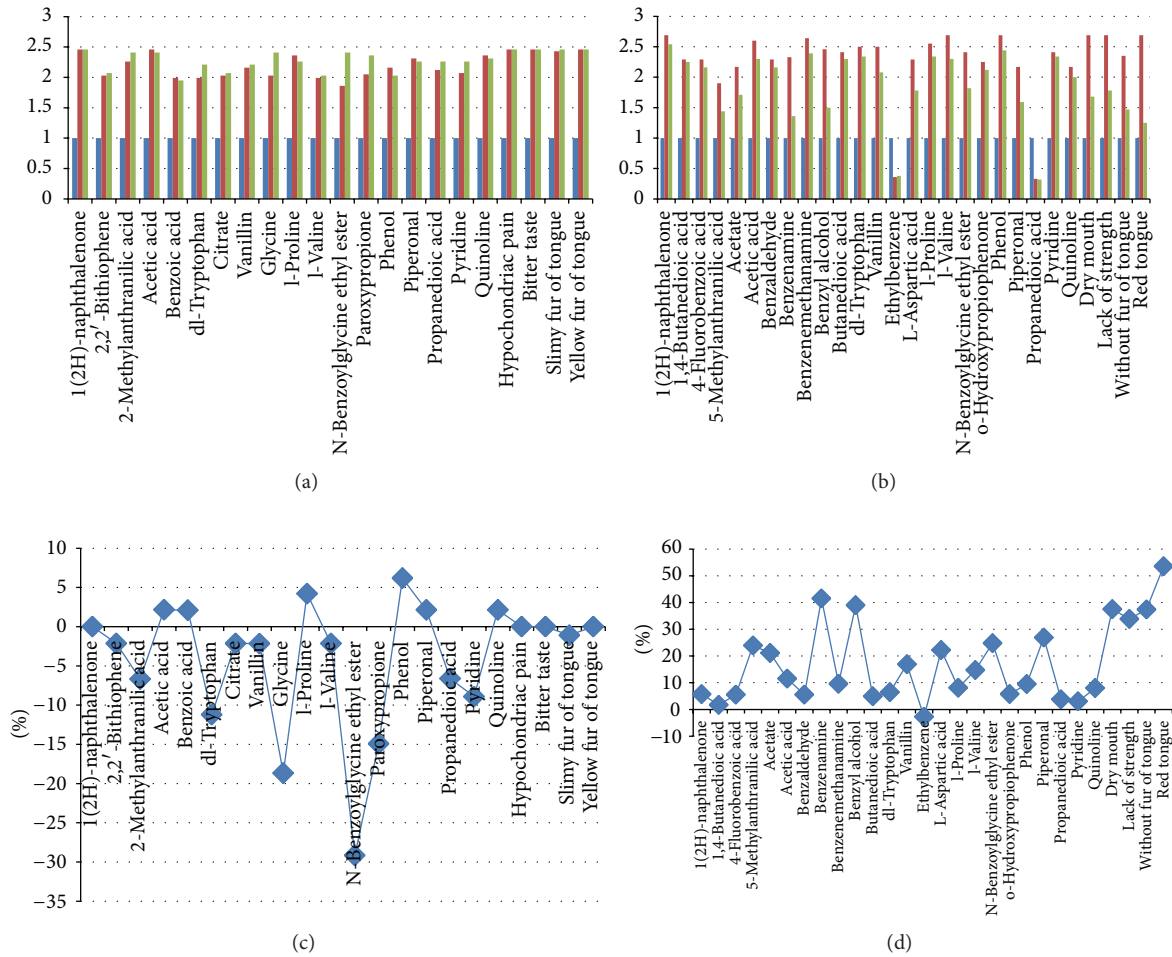 3
2.5
2
1.5
1
0.5
0
1(2H)-naphthalenone
2,2′-Bithiophene
2-Methylanthranilic acid
Acetic acid
Benzoic acid
dl-Tryptophan
Citrate
Vanillin
Glycine
l-Proline
l-Valine
N-Benzoylglycine ethyl ester
Paroxypropione
Phenol
Piperonal
Propanedioic acid
Pyridine
Quinoline
Hypochondriac pain
Bitter taste
Slimy fur of tongue
Yellow fur of tongue
(a)
3
2.5
2
1.5
1
0.5
0
1(2H)-naphthalenone
1,4-Butanedioic acid
4-Fluorobenzoic acid
5-Methylanthranilic acid
Acetate
Acetic acid
Benzaldehyde
Benzenamine
Benzenemethanamine
Benzyl alcohol
Butanedioic acid
dl-Tryptophan
Vanillin
Ethylbenzene
L-Aspartic acid
l-Proline
l-Valine
N-Benzoylglycine ethyl ester
o-Hydroxypropiophenone
Phenol
Piperonal
Propanedioic acid
Pyridine
Quinoline
Dry mouth
Lack of strength
Without fur of tongue
Red tongue
(b)
10
5
0
−5
−10
−15
−20
−25
−30
−35
(%)
1(2H)-naphthalenone
2,2′-Bithiophene
2-Methylanthranilic acid
Acetic acid
Benzoic acid
dl-Tryptophan
Citrate
Vanillin
Glycine
l-Proline
l-Valine
N-Benzoylglycine ethyl ester
Paroxypropione
Phenol
Piperonal
Propanedioic acid
Pyridine
Quinoline
Hypochondriac pain
Bitter taste
Slimy fur of tongue
Yellow fur of tongue
(c)
60
50
40
30
20
10
0
−10
(%)
1(2H)-naphthalenone
1,4-Butanedioic acid
4-Fluorobenzoic acid
5-Methylanthranilic acid
Acetate
Acetic acid
Benzaldehyde
Benzenamine
Benzenemethanamine
Benzyl alcohol
Butanedioic acid
dl-Tryptophan
Vanillin
Ethylbenzene
L-Aspartic acid
l-Proline
l-Valine
N-Benzoylglycine ethyl ester
o-Hydroxypropiophenone
Phenol
Piperonal
Propanedioic acid
Pyridine
Quinoline
Dry mouth
Lack of strength
Without fur of tongue
Red tongue
(d)